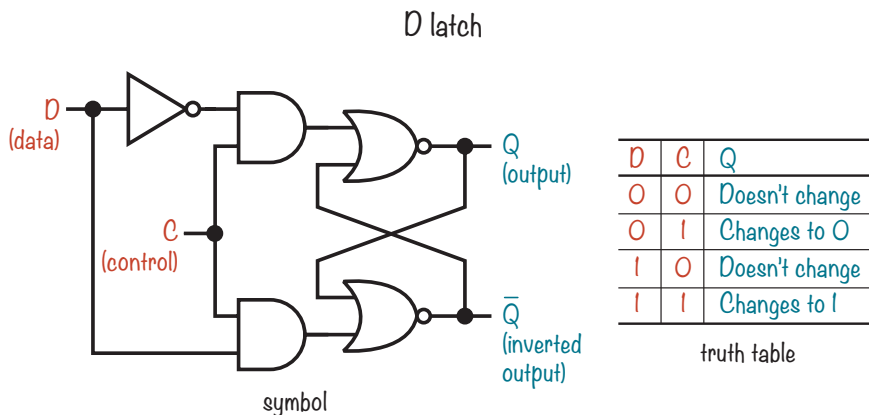 D latch
D
(data)
C
(control)
Q
(output)
Q̅
(inverted
output)
symbol
D C Q
0 0 Doesn't change
0 1 Changes to 0
1 0 Doesn't change
1 1 Changes to 1
truth table